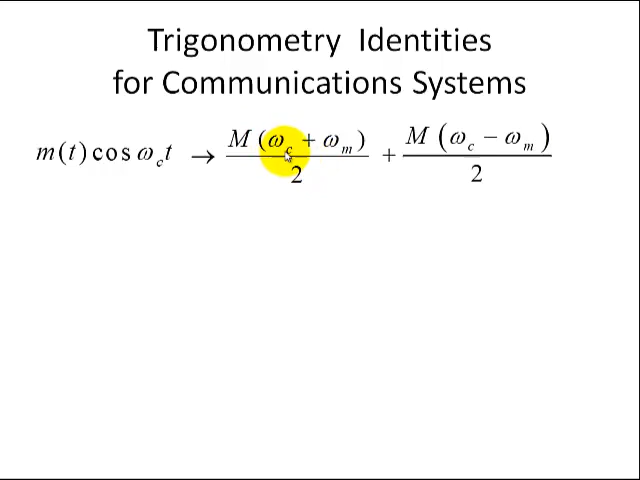 Trigonometry Identities
for Communications Systems
m(t) cos ω_c t → M(ω_c + ω_m)/2 + M(ω_c − ω_m)/2